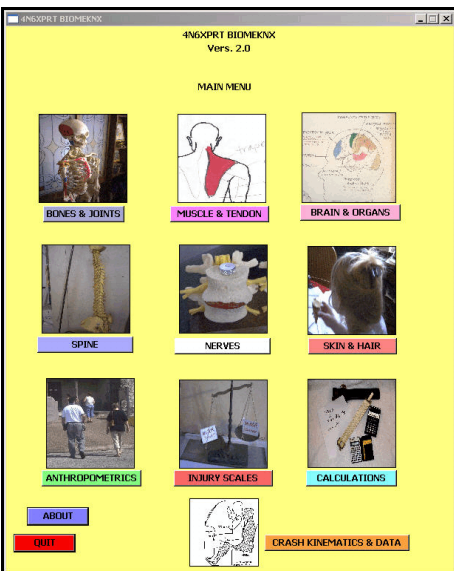 4N6XPRT BIOMEKNX
4N6XPRT BIOMEKNX
Vers. 2.0
MAIN MENU
BONES & JOINTS
MUSCLE & TENDON
BRAIN & ORGANS
SPINE
NERVES
SKIN & HAIR
ANTHROPOMETRICS
INJURY SCALES
CALCULATIONS
ABOUT
QUIT
CRASH KINEMATICS & DATA